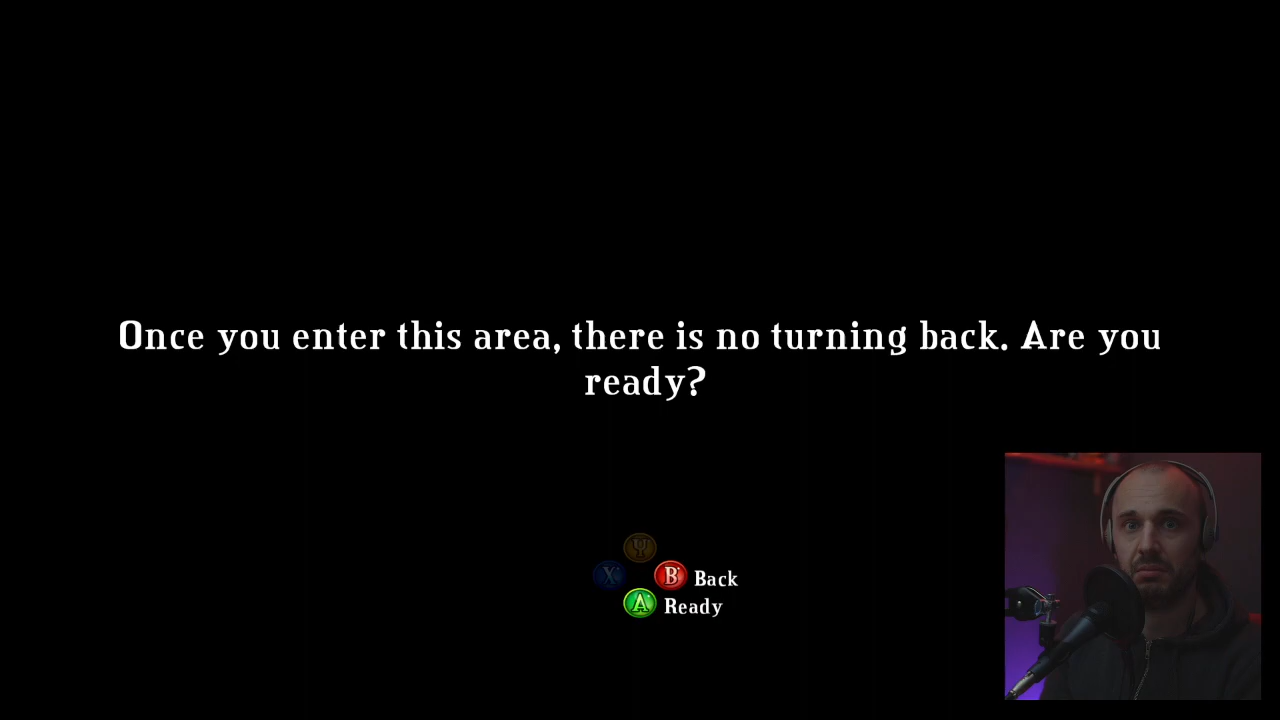 Once you enter this area, there is no turning back. Are you
ready?
Y
X
B Back
A Ready